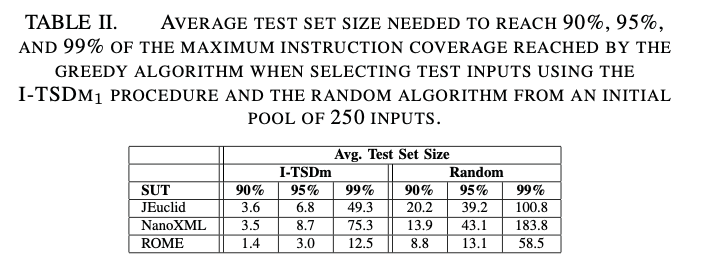 TABLE II. AVERAGE TEST SET SIZE NEEDED TO REACH 90%, 95%,
AND 99% OF THE MAXIMUM INSTRUCTION COVERAGE REACHED BY THE
GREEDY ALGORITHM WHEN SELECTING TEST INPUTS USING THE
I-TSDM1 PROCEDURE AND THE RANDOM ALGORITHM FROM AN INITIAL
POOL OF 250 INPUTS.
Avg. Test Set Size
I-TSDm Random
SUT 90% 95% 99% 90% 95% 99%
JEuclid 3.6 6.8 49.3 20.2 39.2 100.8
NanoXML 3.5 8.7 75.3 13.9 43.1 183.8
ROME 1.4 3.0 12.5 8.8 13.1 58.5